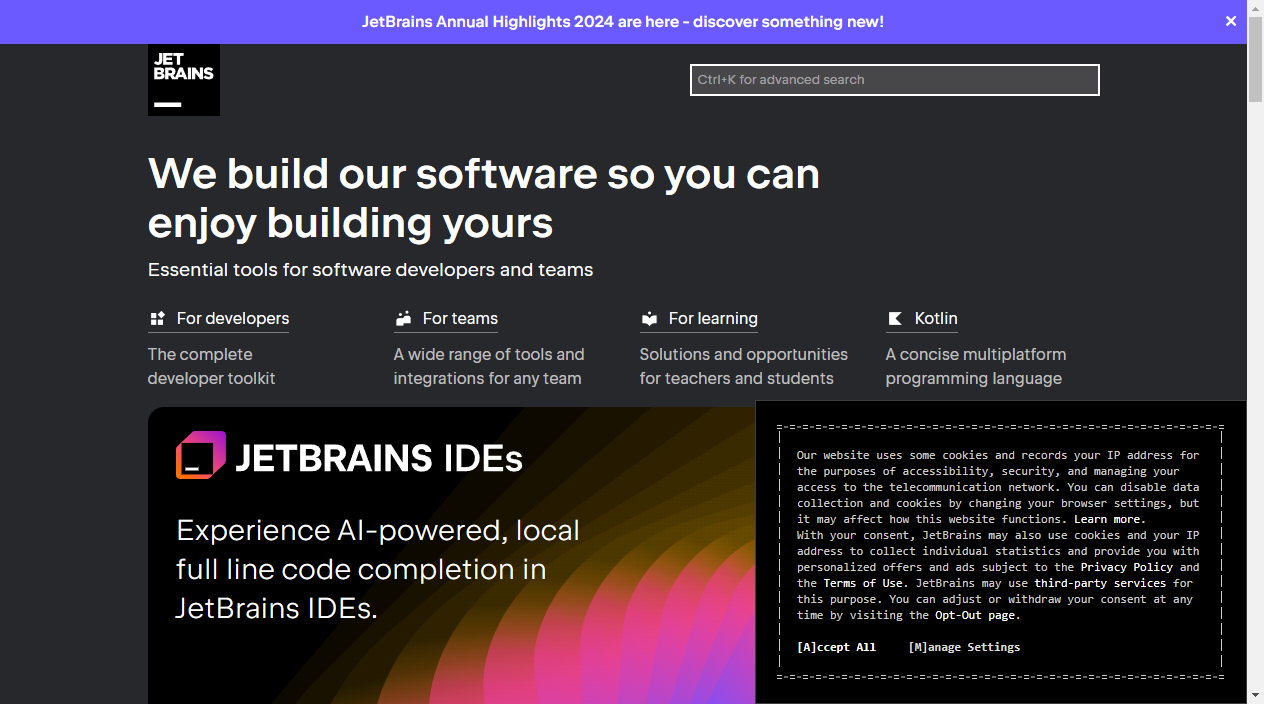 JetBrains Annual Highlights 2024 are here - discover something new!
JET
BRAINS
Ctrl+K for advanced search
We build our software so you can
enjoy building yours
Essential tools for software developers and teams
For developers
The complete
developer toolkit
For teams
A wide range of tools and
integrations for any team
For learning
Solutions and opportunities
for teachers and students
Kotlin
A concise multiplatform
programming language
JETBRAINS IDEs
Experience AI-powered, local
full line code completion in
JetBrains IDEs.
Our website uses some cookies and records your IP address for
the purposes of accessibility, security, and managing your
access to the telecommunication network. You can disable data
collection and cookies by changing your browser settings, but
it may affect how this website functions. Learn more.
With your consent, JetBrains may also use cookies and your IP
address to collect individual statistics and provide you with
personalized offers and ads subject to the Privacy Policy and
the Terms of Use. JetBrains may use third-party services for
this purpose. You can adjust or withdraw your consent at any
time by visiting the Opt-Out page.
[A]ccept All [M]anage Settings